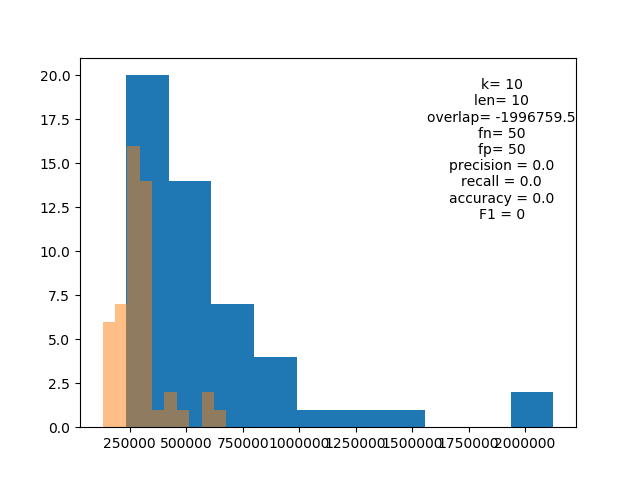 20.0
17.5
15.0
12.5
10.0
7.5
5.0
2.5
0.0
k= 10
len= 10
overlap= -1996759.5
fn= 50
fp= 50
precision = 0.0
recall = 0.0
accuracy = 0.0
F1 = 0
250000 500000 750000 1000000 1250000 1500000 1750000 2000000